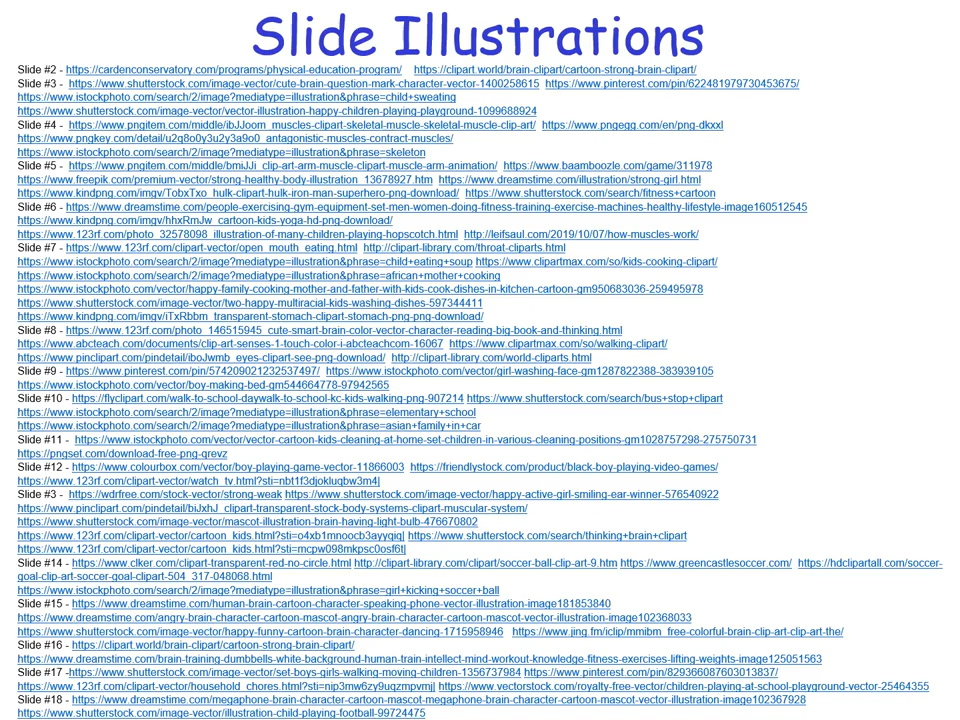 Slide Illustrations
Slide #2 - https://cardenconservatory.com/programs/physical-education-program/ https://clipart.world/brain-clipart/cartoon-strong-brain-clipart/
Slide #3 - https://www.shutterstock.com/image-vector/cute-brain-question-mark-character-vector-1400258615 https://www.pinterest.com/pin/622481979730453675/
https://www.istockphoto.com/search/2/image?mediatype=illustration&phrase=child+sweating
https://www.shutterstock.com/image-vector/vector-illustration-happy-children-playing-playground-1099688924
Slide #4 - https://www.pngitem.com/middle/ibJJoom_muscles-clipart-skeletal-muscle-skeletal-muscle-clip-art/ https://www.pngegg.com/en/png-dkxxl
https://www.pngkey.com/detail/u2q8o0y3u2y3a9o0_antagonistic-muscles-contract-muscles/
https://www.istockphoto.com/search/2/image?mediatype=illustration&phrase=skeleton
Slide #5 - https://www.pngitem.com/middle/bmiJJi_clip-art-arm-muscle-clipart-muscle-arm-animation/ https://www.baamboozle.com/game/311978
https://www.freepik.com/premium-vector/strong-healthy-body-illustration_13678927.htm https://www.dreamstime.com/illustration/strong-girl.html
https://www.kindpng.com/imgv/TobxTxo_hulk-clipart-hulk-iron-man-superhero-png-download/ https://www.shutterstock.com/search/fitness+cartoon
Slide #6 - https://www.dreamstime.com/people-exercising-gym-equipment-set-men-women-doing-fitness-training-exercise-machines-healthy-lifestyle-image160512545
https://www.kindpng.com/imgv/hhxRmJw_cartoon-kids-yoga-hd-png-download/
https://www.123rf.com/photo_32578098_illustration-of-many-children-playing-hopscotch.html http://leifsaul.com/2019/10/07/how-muscles-work/
Slide #7 - https://www.123rf.com/clipart-vector/open_mouth_eating.html http://clipart-library.com/throat-cliparts.html
https://www.istockphoto.com/search/2/image?mediatype=illustration&phrase=child+eating+soup https://www.clipartmax.com/so/kids-cooking-clipart/
https://www.istockphoto.com/search/2/image?mediatype=illustration&phrase=african+mother+cooking
https://www.istockphoto.com/vector/happy-family-cooking-mother-and-father-with-kids-cook-dishes-in-kitchen-cartoon-gm950683036-259495978
https://www.shutterstock.com/image-vector/two-happy-multiracial-kids-washing-dishes-597344411
https://www.kindpng.com/imgv/iTxRbbm_transparent-stomach-clipart-stomach-png-png-download/
Slide #8 - https://www.123rf.com/photo_146515945_cute-smart-brain-color-vector-character-reading-big-book-and-thinking.html
https://www.abcteach.com/documents/clip-art-senses-1-touch-color-i-abcteachcom-16067 https://www.clipartmax.com/so/walking-clipart/
https://www.pinclipart.com/pindetail/iboJwmb_eyes-clipart-see-png-download/ http://clipart-library.com/world-cliparts.html
Slide #9 - https://www.pinterest.com/pin/574209021232537497/ https://www.istockphoto.com/vector/girl-washing-face-gm1287822388-383939105
https://www.istockphoto.com/vector/boy-making-bed-gm544664778-97942565
Slide #10 - https://flyclipart.com/walk-to-school-daywalk-to-school-kc-kids-walking-png-907214 https://www.shutterstock.com/search/bus+stop+clipart
https://www.istockphoto.com/search/2/image?mediatype=illustration&phrase=elementary+school
https://www.istockphoto.com/search/2/image?mediatype=illustration&phrase=asian+family+in+car
Slide #11 - https://www.istockphoto.com/vector/vector-cartoon-kids-cleaning-at-home-set-children-in-various-cleaning-positions-gm1028757298-275750731
https://pngset.com/download-free-png-qrevz
Slide #12 - https://www.colourbox.com/vector/boy-playing-game-vector-11866003 https://friendlystock.com/product/black-boy-playing-video-games/
https://www.123rf.com/clipart-vector/watch_tv.html?sti=nbt1f3djokluqbw3m4|
Slide #3 - https://wdrfree.com/stock-vector/strong-weak https://www.shutterstock.com/image-vector/happy-active-girl-smiling-ear-winner-576540922
https://www.pinclipart.com/pindetail/biJxhJ_clipart-transparent-stock-body-systems-clipart-muscular-system/
https://www.shutterstock.com/image-vector/mascot-illustration-brain-having-light-bulb-476670802
https://www.123rf.com/clipart-vector/cartoon_kids.html?sti=o4xb1mnoocb3ayyqiq| https://www.shutterstock.com/search/thinking+brain+clipart
https://www.123rf.com/clipart-vector/cartoon_kids.html?sti=mcpw098mkpsc0osf6t|
Slide #14 - https://www.clker.com/clipart-transparent-red-no-circle.html http://clipart-library.com/clipart/soccer-ball-clip-art-9.htm https://www.greencastlesoccer.com/ https://hdclipartall.com/soccer-
goal-clip-art-soccer-goal-clipart-504_317-048068.html
https://www.istockphoto.com/search/2/image?mediatype=illustration&phrase=girl+kicking+soccer+ball
Slide #15 - https://www.dreamstime.com/human-brain-cartoon-character-speaking-phone-vector-illustration-image181853840
https://www.dreamstime.com/angry-brain-character-cartoon-mascot-angry-brain-character-cartoon-mascot-vector-illustration-image102368033
https://www.shutterstock.com/image-vector/happy-funny-cartoon-brain-character-dancing-1715958946 https://www.jing.fm/iclip/mmibm_free-colorful-brain-clip-art-clip-art-the/
Slide #16 - https://clipart.world/brain-clipart/cartoon-strong-brain-clipart/
https://www.dreamstime.com/brain-training-dumbbells-white-background-human-train-intellect-mind-workout-knowledge-fitness-exercises-lifting-weights-image125051563
Slide #17 -https://www.shutterstock.com/image-vector/set-boys-girls-walking-moving-children-1356737984 https://www.pinterest.com/pin/829366087603013837/
https://www.123rf.com/clipart-vector/household_chores.html?sti=nip3mw6zy9uqzmpvmj| https://www.vectorstock.com/royalty-free-vector/children-playing-at-school-playground-vector-25464355
Slide #18 - https://www.dreamstime.com/megaphone-brain-character-cartoon-mascot-megaphone-brain-character-cartoon-mascot-vector-illustration-image102367928
https://www.shutterstock.com/image-vector/illustration-child-playing-football-99724475